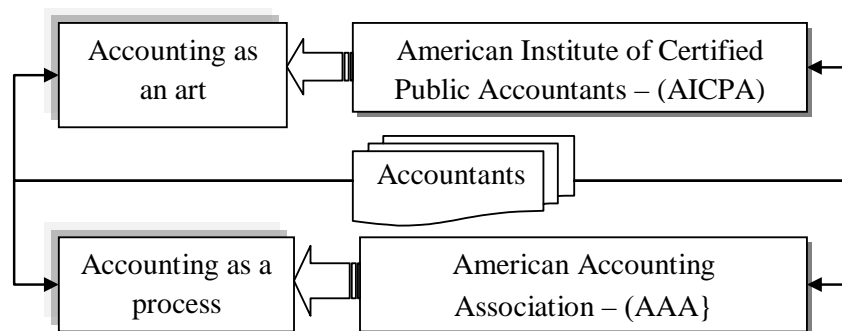 Accounting as
an art
American Institute of Certified
Public Accountants – (AICPA)
Accountants
Accounting as a
process
American Accounting
Association – (AAA}